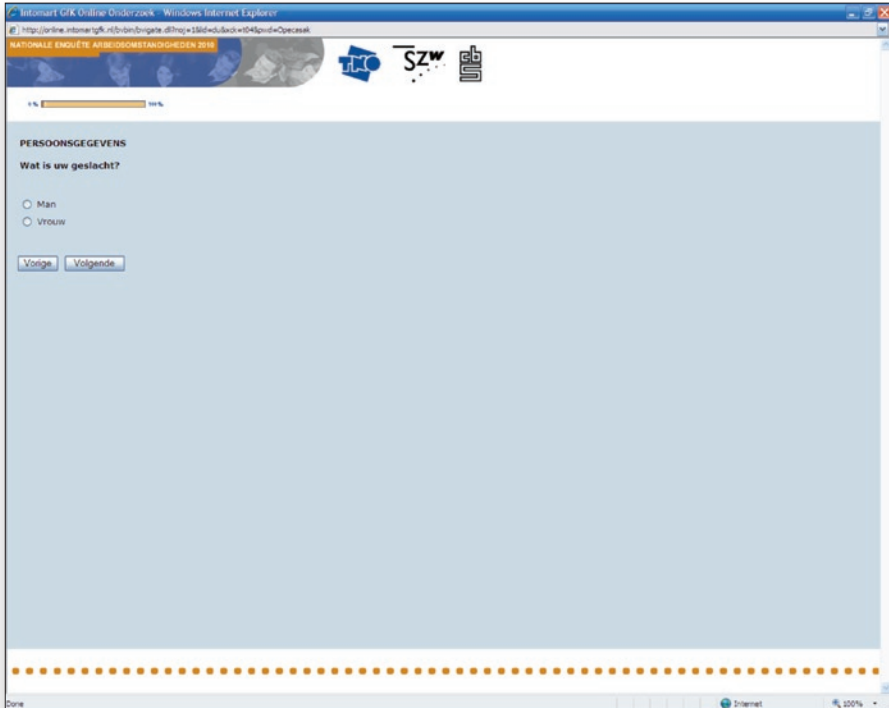 Intomart GfK Online Onderzoek - Windows Internet Explorer
NATIONALE ENQUÊTE ARBEIDSOMSTANDIGHEDEN 2010
TNO SZW cbs
0 % 100 %
PERSOONSGEGEVENS
Wat is uw geslacht?
Man
Vrouw
Vorige Volgende
Done Internet 100%